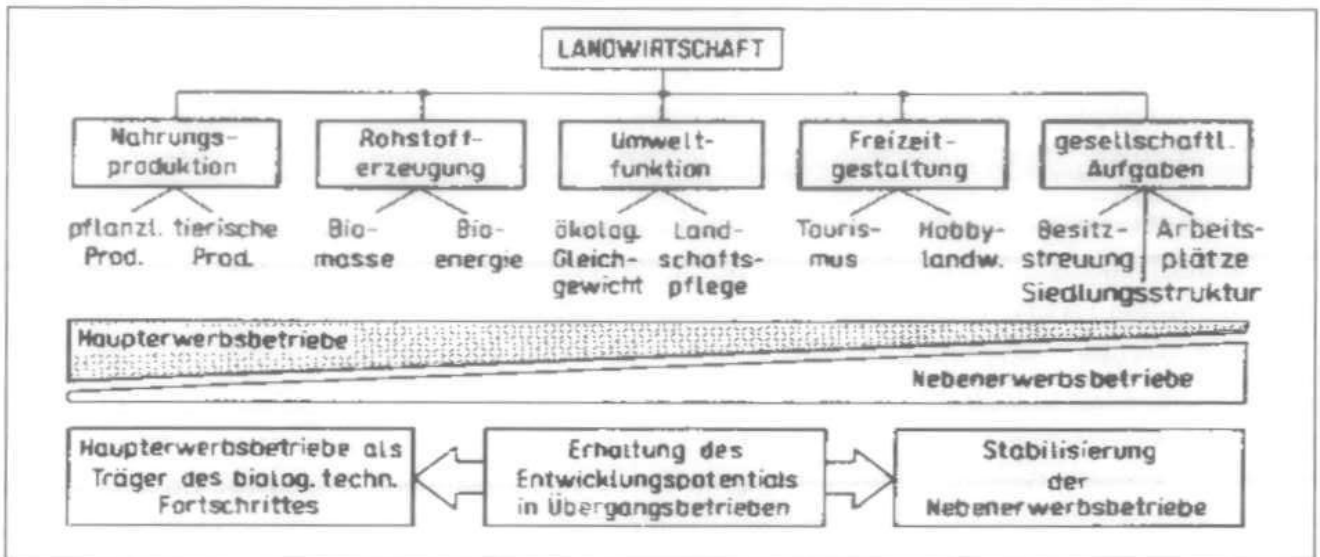 LANDWIRTSCHAFT
Nahrungs-
produktion
Rohstoff-
erzeugung
Umwelt-
funktion
Freizeit-
gestaltung
gesellschaftl.
Aufgaben
pflanzl.
Prod.
tierische
Prod.
Bio-
masse
Bio-
energie
ökolog.
Gleich-
gewicht
Land-
schafts-
pflege
Touris-
mus
Hobby-
landw.
Besitz-
streuung
Arbeits-
plätze
Siedlungsstruktur
Haupterwerbsbetriebe
Nebenerwerbsbetriebe
Haupterwerbsbetriebe als
Träger des biolog. techn.
Fortschrittes
Erhaltung des
Entwicklungspotentials
in Übergangsbetrieben
Stabilisierung
der
Nebenerwerbsbetriebe